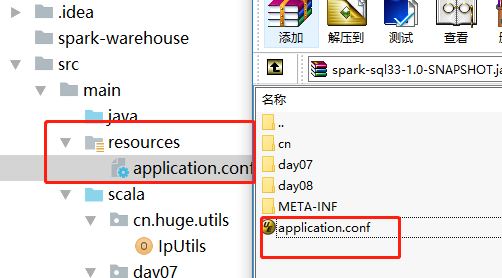 .idea
spark-warehouse
src
main
java
resources
application.conf
scala
cn.huge.utils
IpUtils
day07
添加
解压到
测试
查看
spark-sql33-1.0-SNAPSHOT.ja
名称
..
cn
day07
day08
META-INF
application.conf